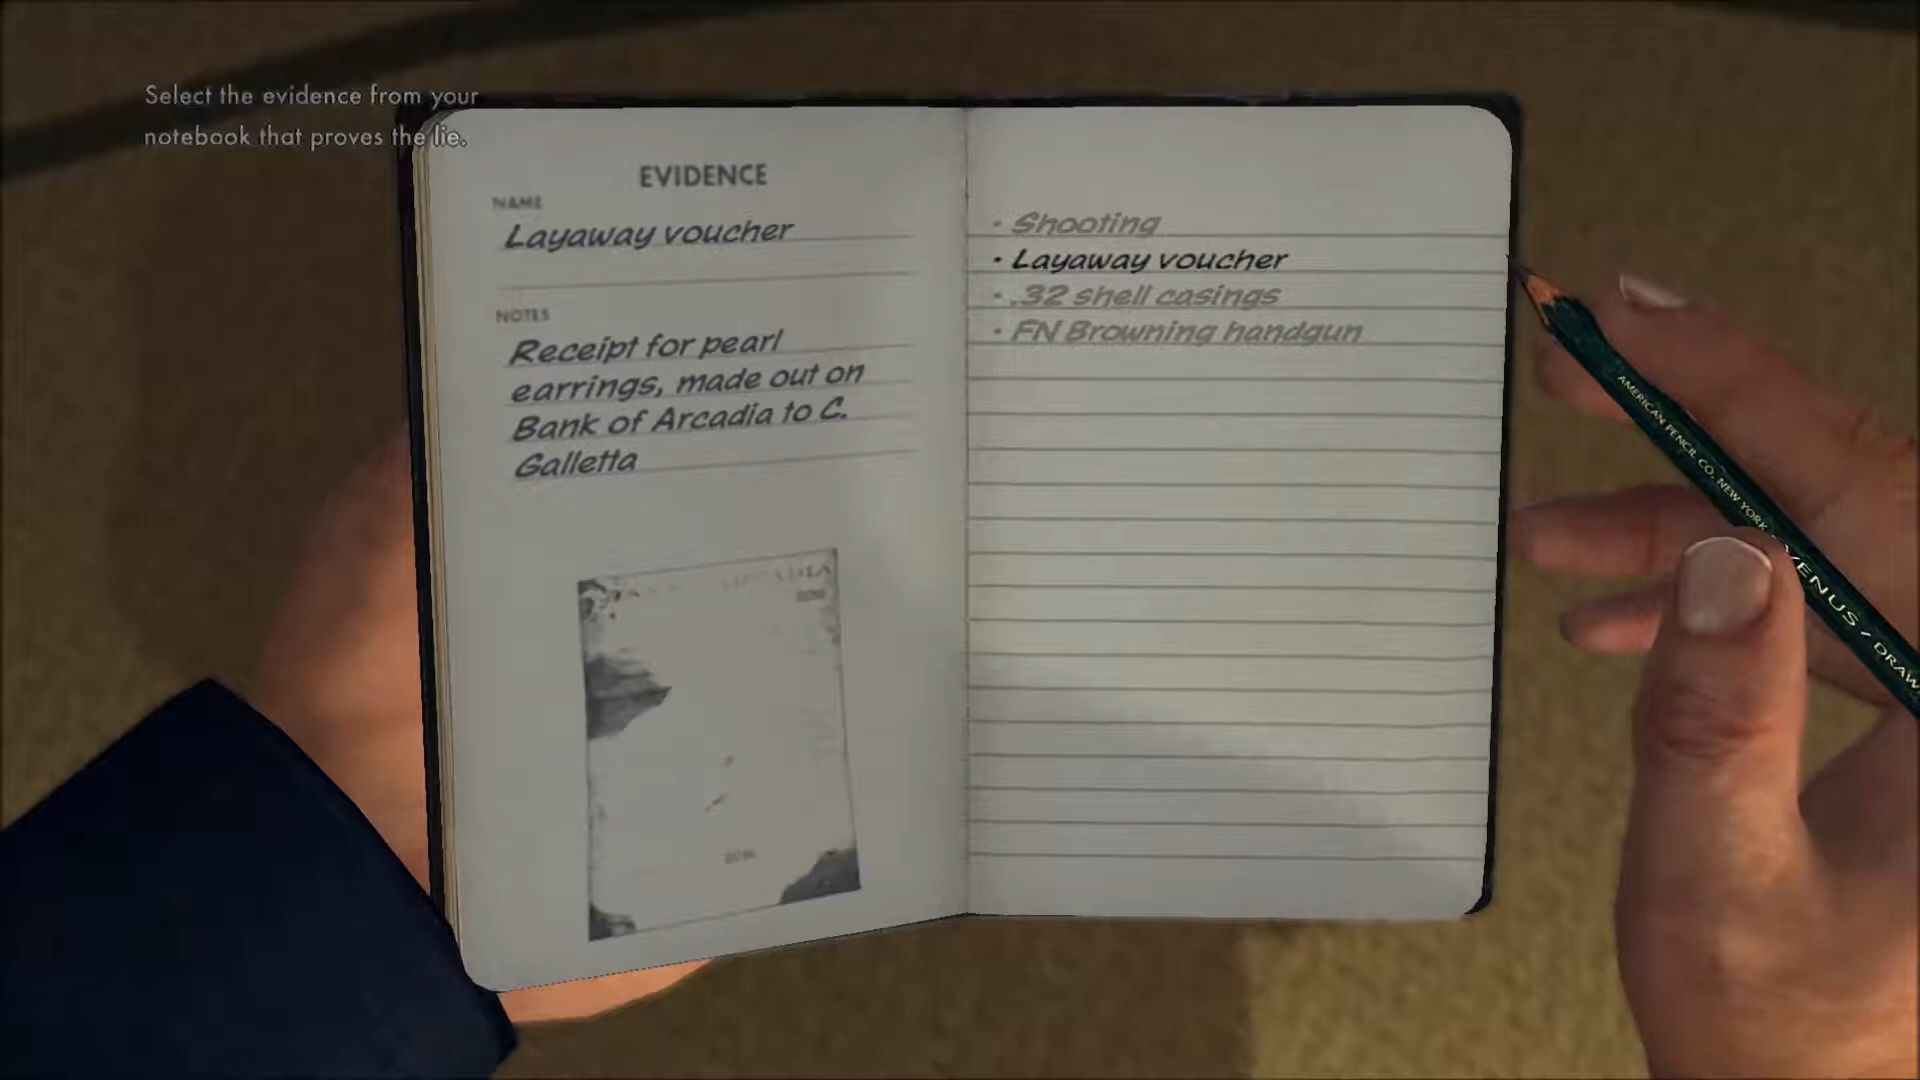 Select the evidence from your
notebook that proves the lie.
EVIDENCE
NAME
Layaway voucher
NOTES
Receipt for pearl
earrings, made out on
Bank of Arcadia to C.
Galletta
• Shooting
• Layaway voucher
• .32 shell casings
• FN Browning handgun
AMERICAN PENCIL CO. NEW YORK
VENUS / DRAW